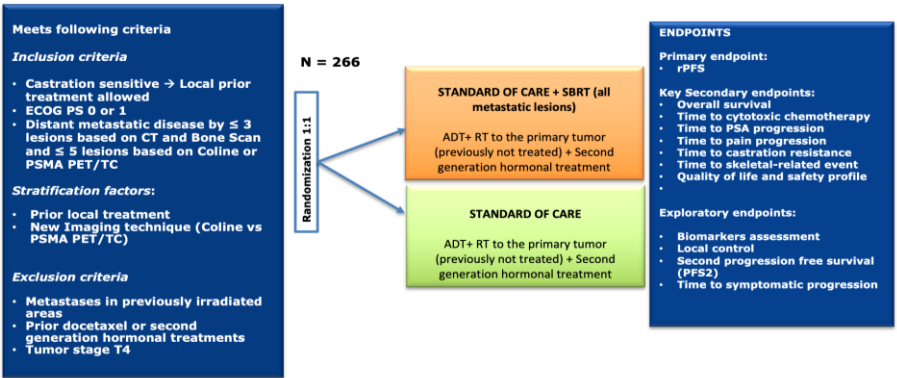 Meets following criteria
Inclusion criteria
• Castration sensitive → Local prior
treatment allowed
• ECOG PS 0 or 1
• Distant metastatic disease by ≤ 3
lesions based on CT and Bone Scan
and ≤ 5 lesions based on Coline or
PSMA PET/TC
Stratification factors:
• Prior local treatment
• New Imaging technique (Coline vs
PSMA PET/TC)
Exclusion criteria
• Metastases in previously irradiated
areas
• Prior docetaxel or second
generation hormonal treatments
• Tumor stage T4
N = 266
Randomization 1:1
STANDARD OF CARE + SBRT (all
metastatic lesions)
ADT+ RT to the primary tumor
(previously not treated) + Second
generation hormonal treatment
STANDARD OF CARE
ADT+ RT to the primary tumor
(previously not treated) + Second
generation hormonal treatment
ENDPOINTS
Primary endpoint:
• rPFS
Key Secondary endpoints:
• Overall survival
• Time to cytotoxic chemotherapy
• Time to PSA progression
• Time to pain progression
• Time to castration resistance
• Time to skeletal-related event
• Quality of life and safety profile
•
Exploratory endpoints:
• Biomarkers assessment
• Local control
• Second progression free survival
(PFS2)
• Time to symptomatic progression